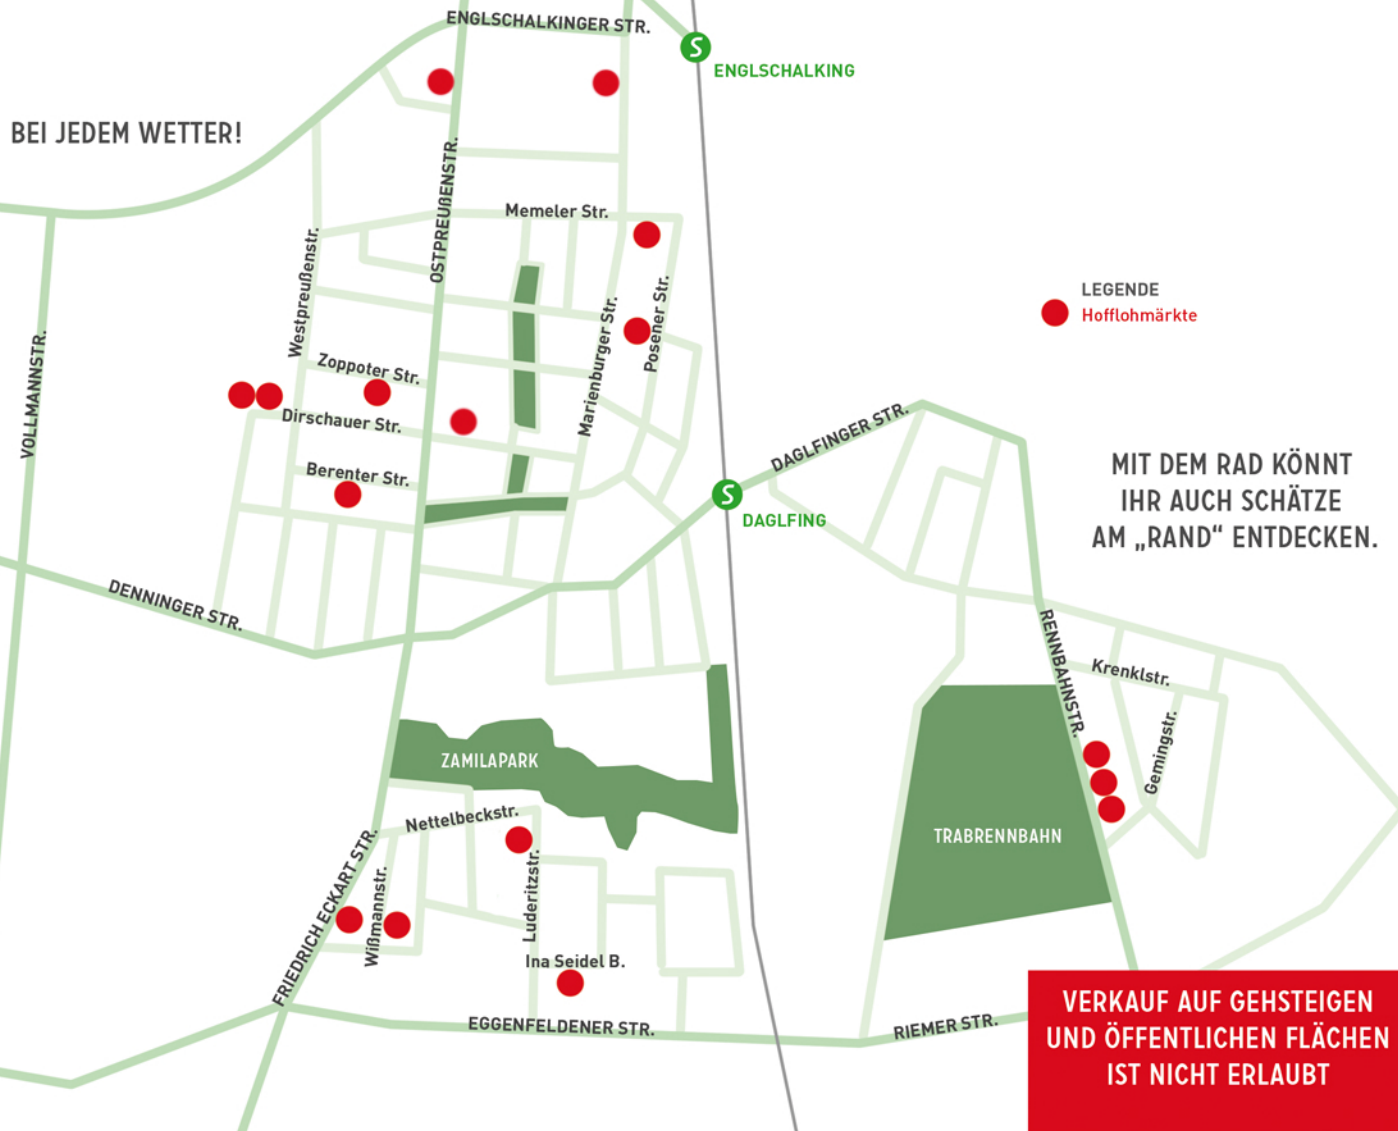 ENGLSCHALKINGER STR.
S
ENGLSCHALKING
BEI JEDEM WETTER!
OSTPREUßENSTR.
Memeler Str.
Westpreußenstr.
Marienburger Str.
Posener Str.
LEGENDE
Hofflohmärkte
VOLLMANNSTR.
Zoppoter Str.
Dirschauer Str.
Berenter Str.
DAGLFINGER STR.
S
DAGLFING
MIT DEM RAD KÖNNT
IHR AUCH SCHÄTZE
AM „RAND“ ENTDECKEN.
DENNINGER STR.
RENNBAHNSTR.
Krenklstr.
Gemingstr.
ZAMILAPARK
TRABRENNBAHN
Nettelbeckstr.
FRIEDRICH ECKART STR.
Wißmannstr.
Luderitzstr.
Ina Seidel B.
EGGENFELDENER STR.
RIEMER STR.
VERKAUF AUF GEHSTEIGEN
UND ÖFFENTLICHEN FLÄCHEN
IST NICHT ERLAUBT